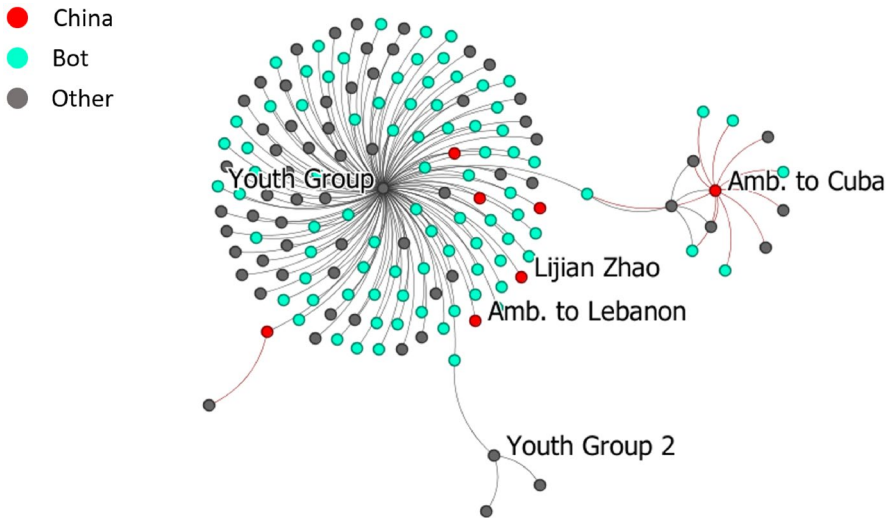 China
Bot
Other
Youth Group
Amb. to Cuba
Lijian Zhao
Amb. to Lebanon
Youth Group 2